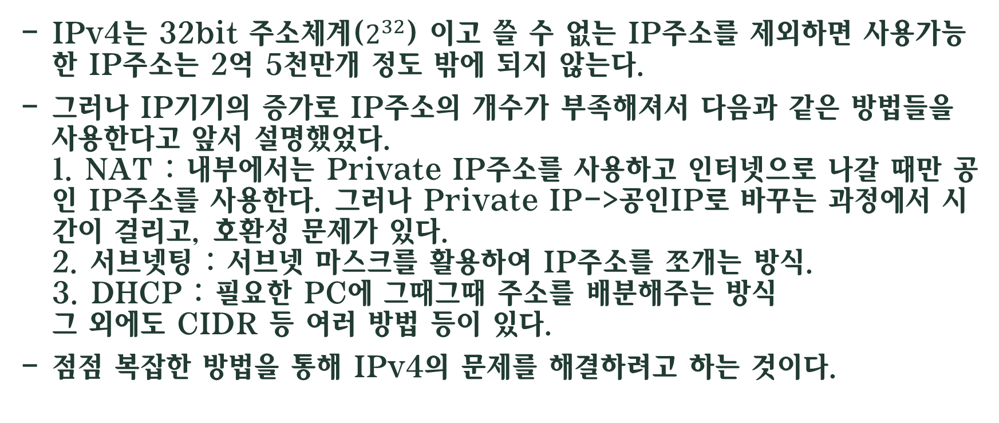 - IPv4는 32bit 주소체계(2³²) 이고 쓸 수 없는 IP주소를 제외하면 사용가능
한 IP주소는 2억 5천만개 정도 밖에 되지 않는다.
- 그러나 IP기기의 증가로 IP주소의 개수가 부족해져서 다음과 같은 방법들을
사용한다고 앞서 설명했었다.
1. NAT : 내부에서는 Private IP주소를 사용하고 인터넷으로 나갈 때만 공
인 IP주소를 사용한다. 그러나 Private IP->공인IP로 바꾸는 과정에서 시
간이 걸리고, 호환성 문제가 있다.
2. 서브넷팅 : 서브넷 마스크를 활용하여 IP주소를 쪼개는 방식.
3. DHCP : 필요한 PC에 그때그때 주소를 배분해주는 방식
그 외에도 CIDR 등 여러 방법 등이 있다.
- 점점 복잡한 방법을 통해 IPv4의 문제를 해결하려고 하는 것이다.